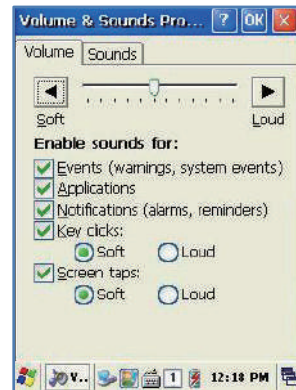 Volume & Sounds Pro... ? OK X
Volume Sounds
Soft Loud
Enable sounds for:
Events (warnings, system events)
Applications
Notifications (alarms, reminders)
Key clicks:
Soft Loud
Screen taps:
Soft Loud
V.. 1 12:18 PM